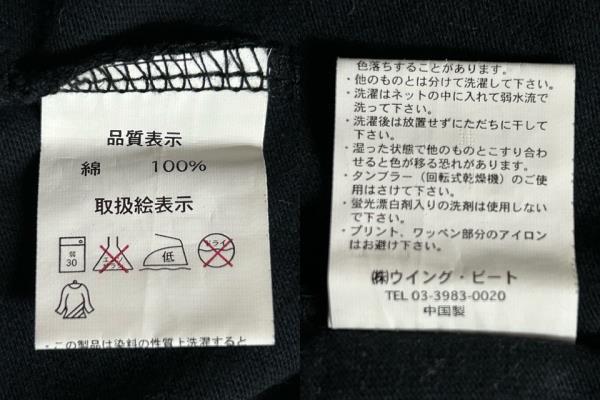 品質表示
綿 100%
取扱絵表示
弱
30
エンソ
サラシ
低
ドライ
・この製品は染料の性質上洗濯すると
色落ちすることがあります。
・他のものとは分けて洗濯して下さい。
・洗濯はネットの中に入れて弱水流で
洗って下さい。
・洗濯後は放置せずにただちに干して
下さい。
・湿った状態で他のものとこすり合わ
せると色が移る恐れがあります。
・タンブラー（回転式乾燥機）のご使
用はさけて下さい。
・蛍光漂白剤入りの洗剤は使用しない
で下さい。
・プリント、ワッペン部分のアイロン
はお避け下さい。
㈱ウイング・ビート
TEL 03-3983-0020
中国製